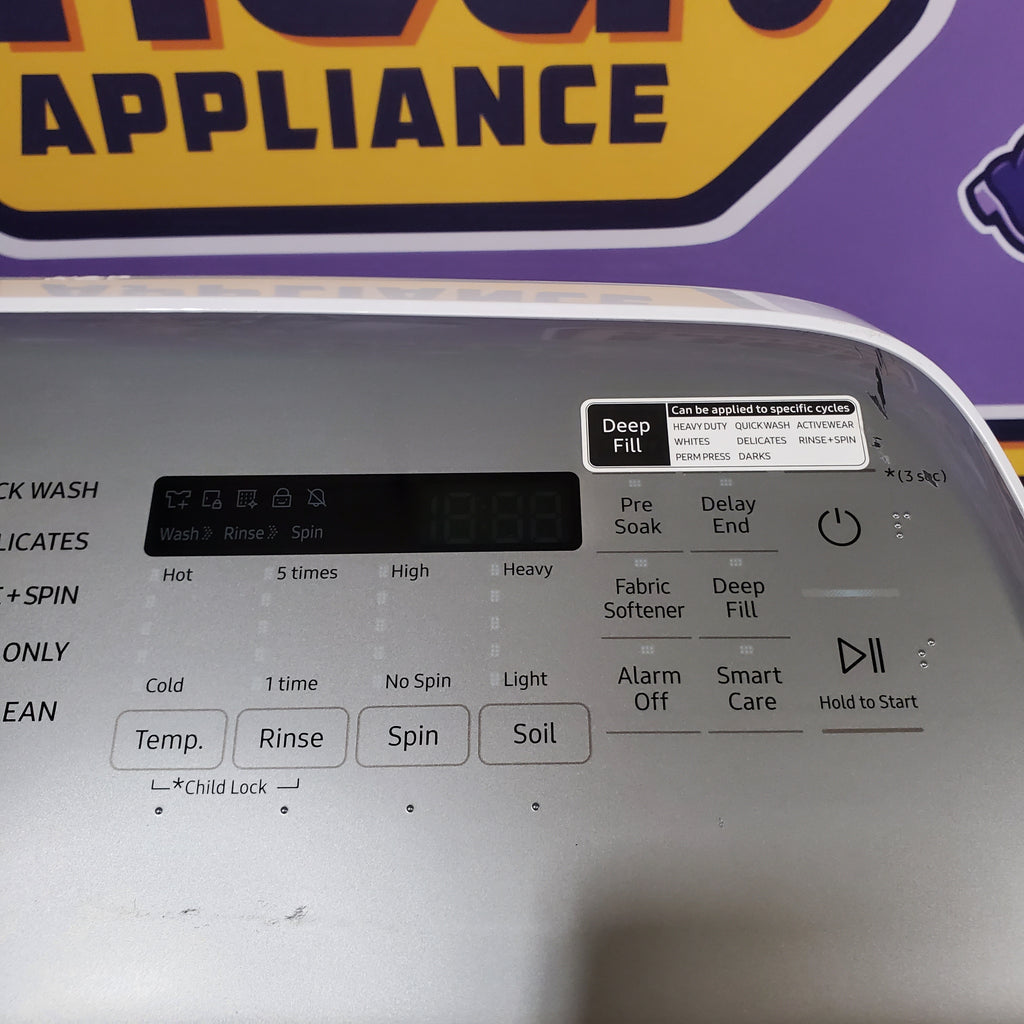 APPLIANCE
Deep
Fill
Can be applied to specific cycles
HEAVY DUTY QUICK WASH ACTIVEWEAR
WHITES DELICATES RINSE+SPIN
PERM PRESS DARKS
*(3 sec)
CK WASH
LICATES
+SPIN
ONLY
EAN
Wash Rinse Spin
18:88
Hot 5 times High Heavy
Cold 1 time No Spin Light
Temp. Rinse Spin Soil
*Child Lock
Pre
Soak
Delay
End
Fabric
Softener
Deep
Fill
Alarm
Off
Smart
Care
Hold to Start